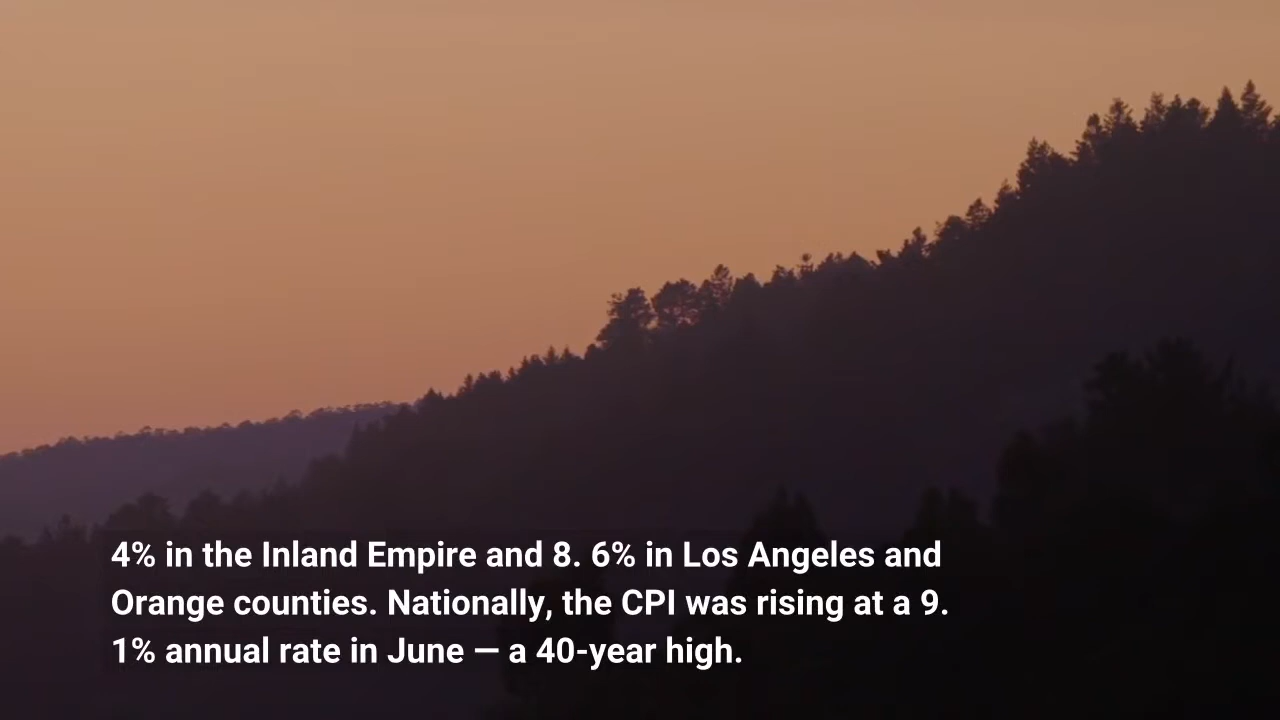 4% in the Inland Empire and 8. 6% in Los Angeles and
Orange counties. Nationally, the CPI was rising at a 9.
1% annual rate in June — a 40-year high.